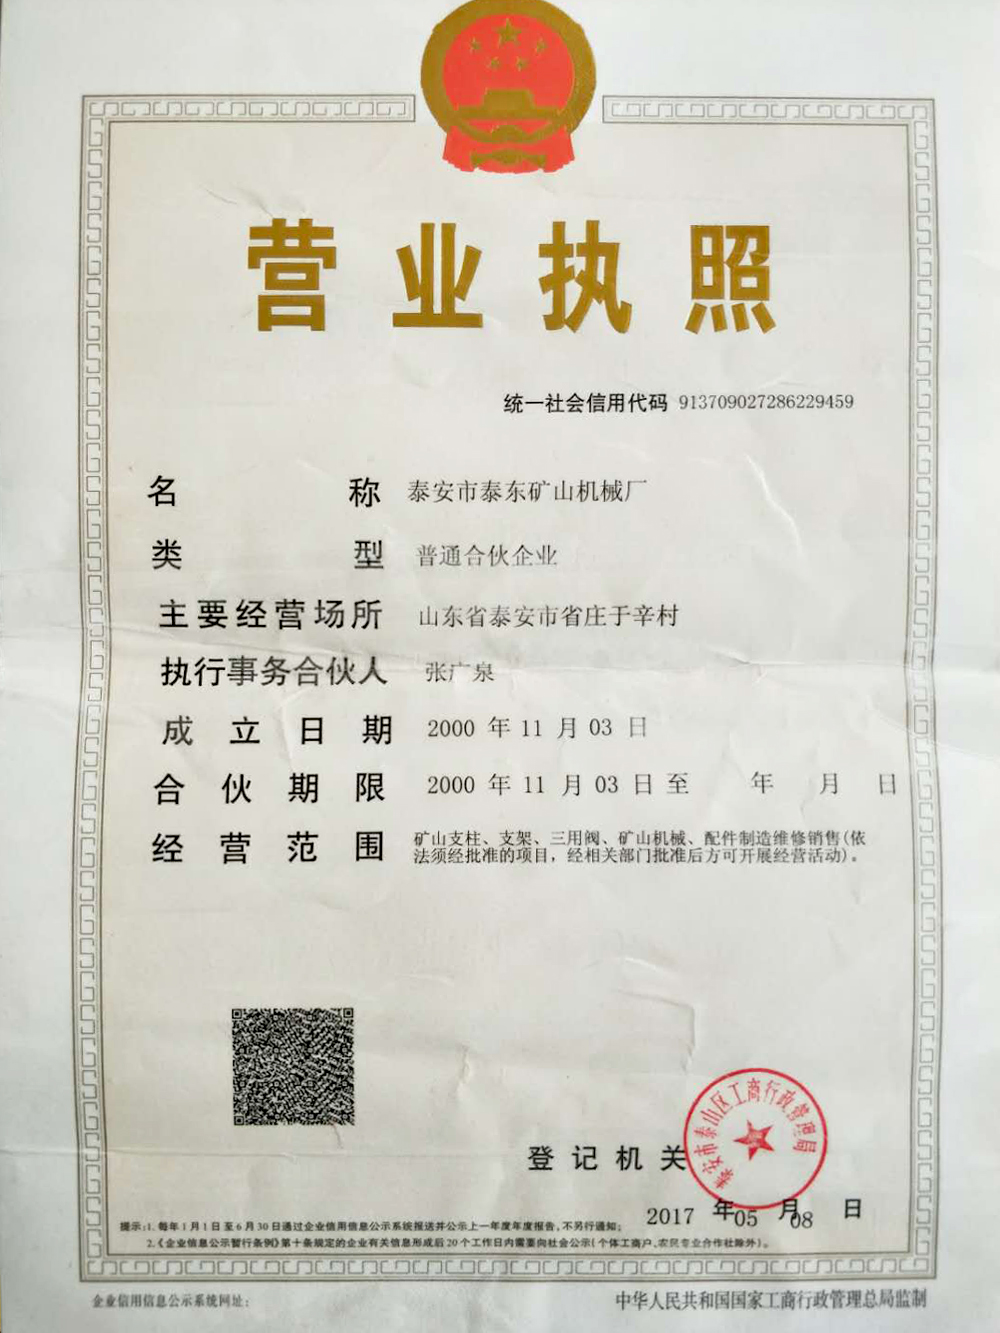 营业执照
统一社会信用代码 913709027286229459
名称 泰安市泰东矿山机械厂
类型 普通合伙企业
主要经营场所 山东省泰安市省庄于辛村
执行事务合伙人 张广泉
成立日期 2000 年 11 月 03 日
合伙期限 2000 年 11 月 03 日 至 年 月 日
经营范围 矿山支柱、支架、三用阀、矿山机械、配件制造维修销售(依
法须经批准的项目，经相关部门批准后方可开展经营活动)。
泰安市泰山区工商行政管理局
登记机关
2017 年 05 月 08 日
提示:1. 每年1月1日至6月30日通过企业信用信息公示系统报送并公示上一年度年度报告,不另行通知;
2.《企业信息公示暂行条例》第十条规定的企业有关信息形成后20个工作日内需要向社会公示(个体工商户、农民专业合作社除外)。
企业信用信息公示系统网址:
中华人民共和国国家工商行政管理总局监制